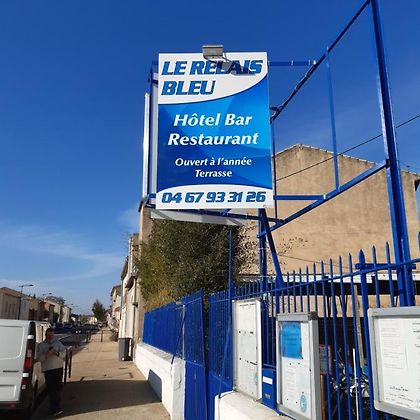 LE RELAIS
BLEU
Hôtel Bar
Restaurant
Ouvert à l'année
Terrasse
04 67 93 31 26